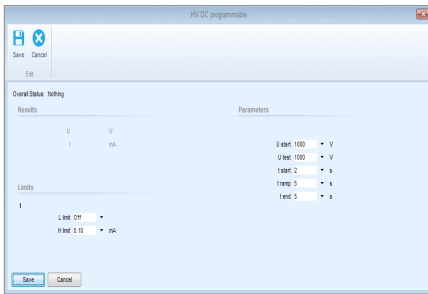 HV DC programmable
Save Cancel
Edit
Overall Status: Nothing
Results
U V
I mA
Limits
I
L limit Off
H limit 0.10 mA
Parameters
U start 1000 V
U test 1000 V
t start 2 s
t ramp 5 s
t end 5 s
Save Cancel